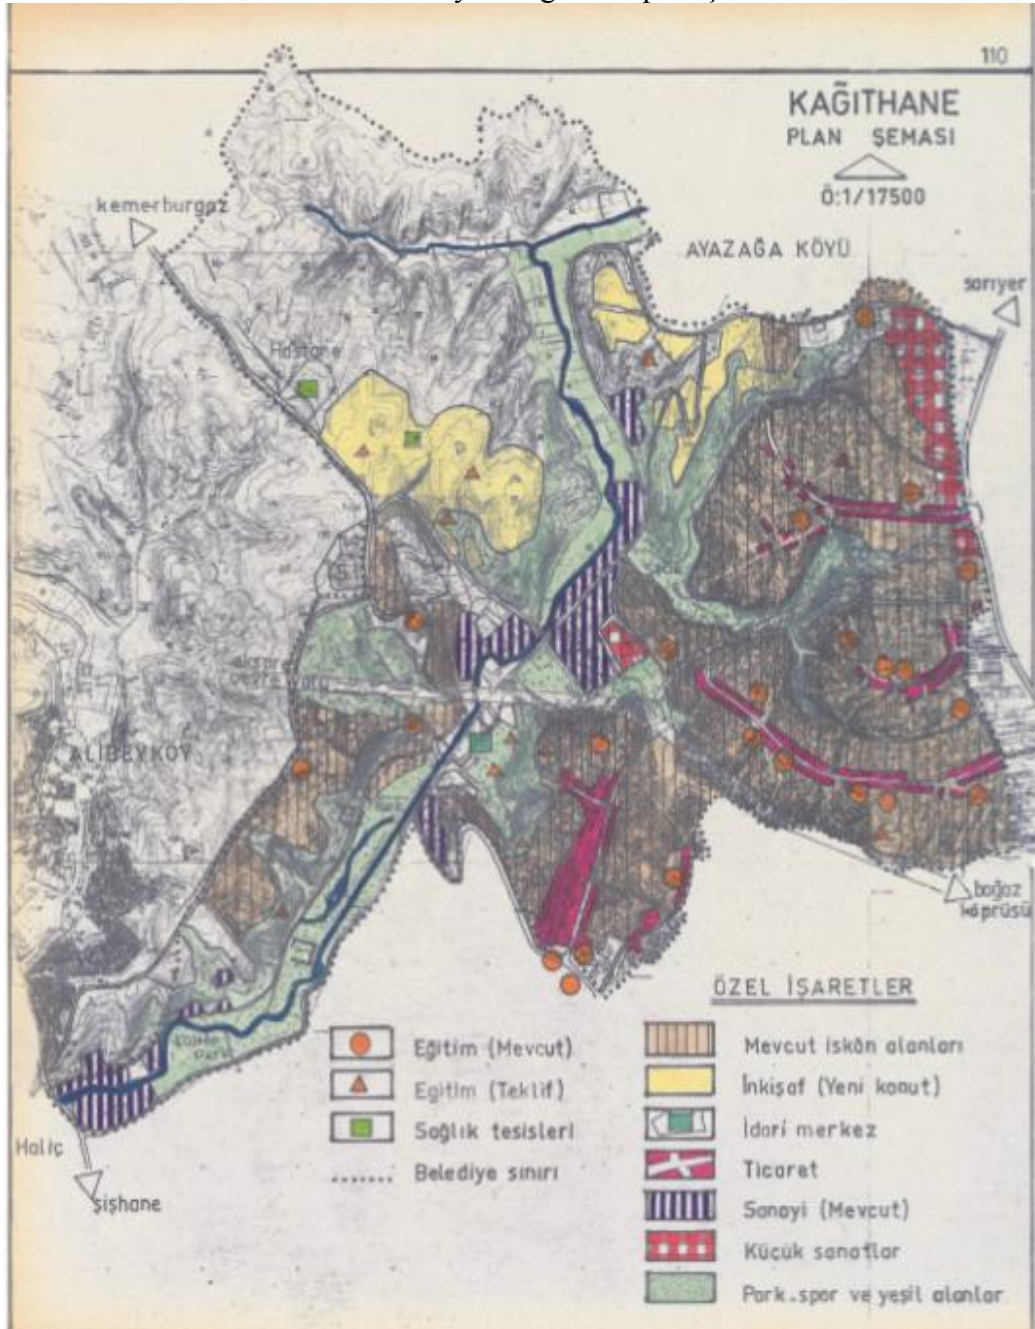 110
KAĞITHANE
PLAN ŞEMASI
Ö:1/17500
kemerburgaz
AYAZAĞA KÖYÜ
sarıyer
Hastane
ALİBEYKÖY
boğaz
köprüsü
Haliç
şişhane
ÖZEL İŞARETLER
Eğitim (Mevcut)
Egitim (Teklif)
Sağlık tesisleri
Belediye sınırı
Mevcut iskân alanları
İnkişaf (Yeni konut)
İdari merkez
Ticaret
Sanayi (Mevcut)
Küçük sanatlar
Park-spor ve yeşil alanlar